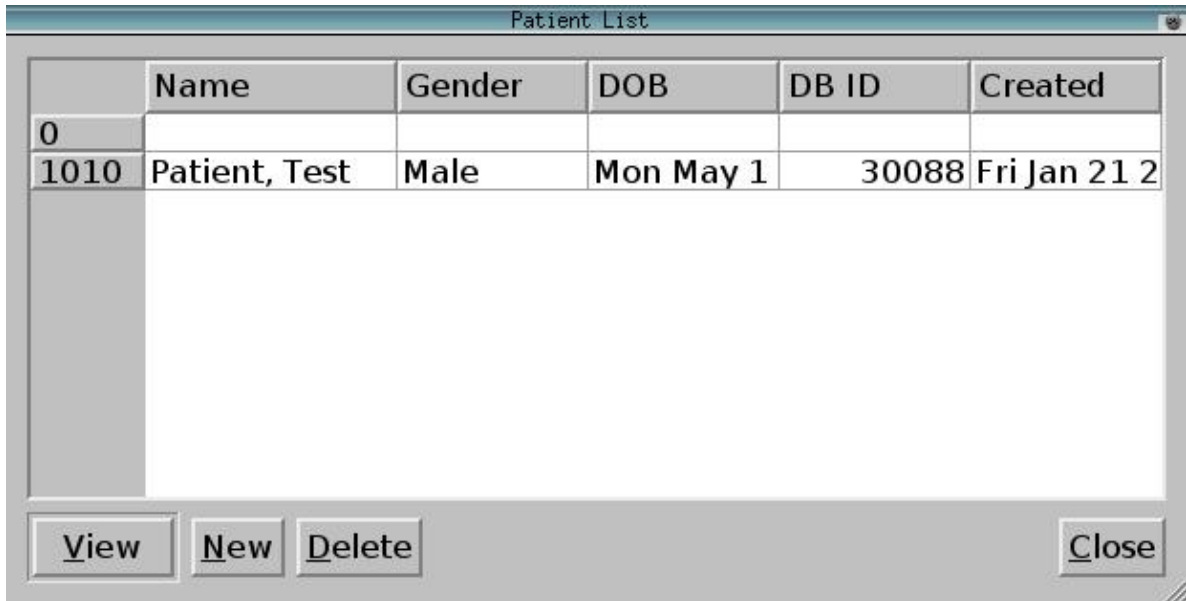 Patient List
Name Gender DOB DB ID Created
0
1010 Patient, Test Male Mon May 1 30088 Fri Jan 21 2
View New Delete Close